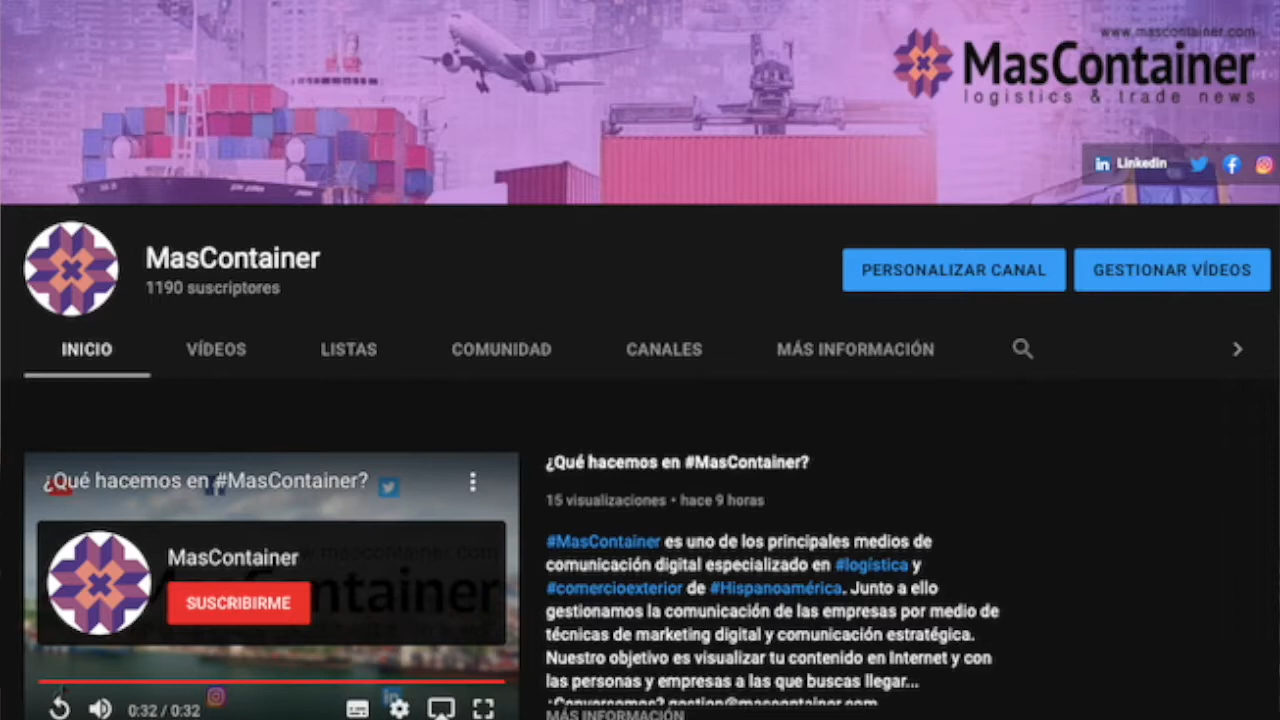 www.mascontainer.com
MasContainer
logistics & trade news
Linkedin
MasContainer
1190 suscriptores
PERSONALIZAR CANAL
GESTIONAR VÍDEOS
INICIO
VÍDEOS
LISTAS
COMUNIDAD
CANALES
MÁS INFORMACIÓN
¿Qué hacemos en #MasContainer?
MasContainer
SUSCRIBIRME
0:32 / 0:32
¿Qué hacemos en #MasContainer?
15 visualizaciones • hace 9 horas
#MasContainer es uno de los principales medios de
comunicación digital especializado en #logística y
#comercioexterior de #Hispanoamérica. Junto a ello
gestionamos la comunicación de las empresas por medio de
técnicas de marketing digital y comunicación estratégica.
Nuestro objetivo es visualizar tu contenido en Internet y con
las personas y empresas a las que buscas llegar...
¿Conversamos? gestion@mascontainer.com
MÁS INFORMACIÓN